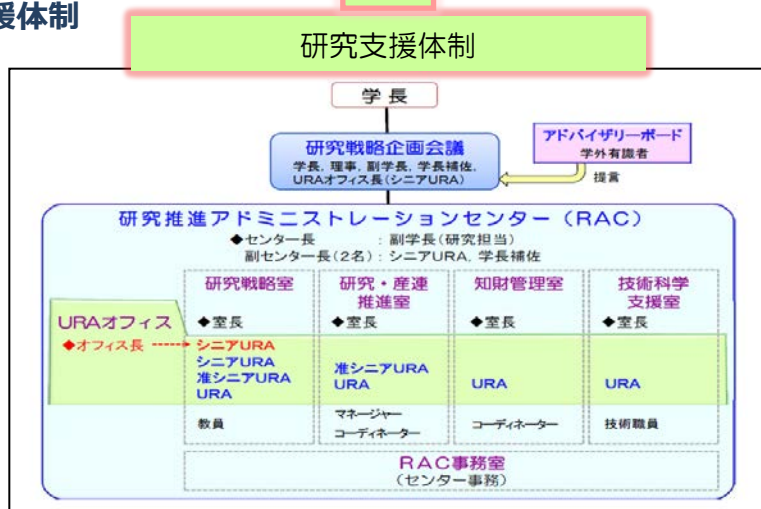 援体制
研究支援体制
学 長
研究戦略企画会議
学長, 理事, 副学長, 学長補佐,
URAオフィス長(シニアURA)
アドバイザリーボード
学外有識者
提言
研究推進アドミニストレーションセンター（RAC）
◆センター長 : 副学長(研究担当)
副センター長(2名) : シニアURA, 学長補佐
URAオフィス
◆オフィス長
研究戦略室
◆室長
シニアURA
シニアURA
准シニアURA
URA
教員
研究・産連
推進室
◆室長
准シニアURA
URA
マネージャー
コーディネーター
知財管理室
◆室長
URA
コーディネーター
技術科学
支援室
◆室長
URA
技術職員
RAC事務室
(センター事務)